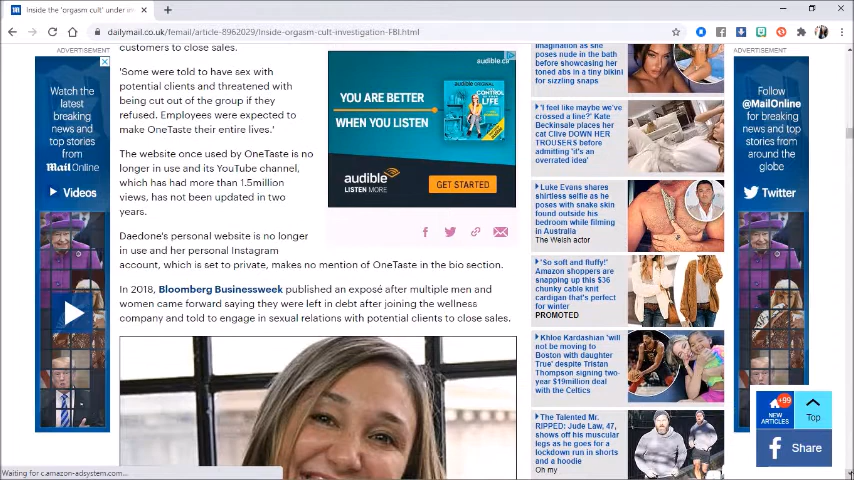 Inside the 'orgasm cult' under inv
dailymail.co.uk/femail/article-8962029/Inside-orgasm-cult-investigation-FBI.html
ADVERTISEMENT
Watch the
latest
breaking
news and
top stories
from
Mail Online
Videos
customers to close sales.
'Some were told to have sex with
potential clients and threatened with
being cut out of the group if they
refused. Employees were expected to
make OneTaste their entire lives.'
The website once used by OneTaste is no
longer in use and its YouTube channel,
which has had more than 1.5million
views, has not been updated in two
years.
Daedone's personal website is no longer
in use and her personal Instagram
account, which is set to private, makes no mention of OneTaste in the bio section.
In 2018, Bloomberg Businessweek published an exposé after multiple men and
women came forward saying they were left in debt after joining the wellness
company and told to engage in sexual relations with potential clients to close sales.
audible.ca
YOU ARE BETTER
WHEN YOU LISTEN
audible
LISTEN MORE
GET STARTED
imagination as she
poses nude in the
bath before
showcasing her
toned abs in a tiny bikini
for sizzling snaps
'I feel like maybe we've
crossed a line?' Kate
Beckinsale places her
cat Clive DOWN HER
TROUSERS before
admitting 'it's an
overrated idea'
Luke Evans shares
shirtless selfie as he
poses with snake skin
found outside his
bedroom while filming
in Australia
The Welsh actor
'So soft and fluffy!'
Amazon shoppers are
snapping up this $36
chunky cable knit
cardigan that's perfect
for winter
PROMOTED
Khloe Kardashian 'will
not be moving to
Boston with daughter
True' despite Tristan
Thompson signing two-
year $19million deal
with the Celtics
The Talented Mr.
RIPPED: Jude Law, 47,
shows off his muscular
legs as he goes for a
lockdown run in shorts
and a hoodie
Oh my
ADVERTISEMENT
Follow
@MailOnline
for breaking
news and top
stories from
around the
globe
Twitter
+99
NEW
ARTICLES
Top
Share
Waiting for c.amazon-adsystem.com...